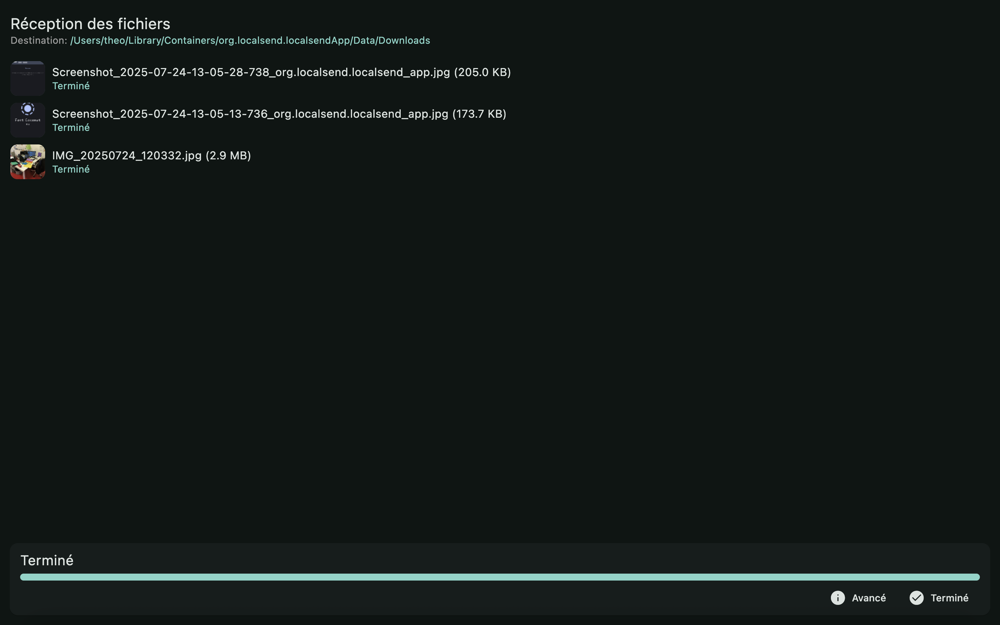 Réception des fichiers
Destination: /Users/theo/Library/Containers/org.localsend.localsendApp/Data/Downloads
Screenshot_2025-07-24-13-05-28-738_org.localsend.localsend_app.jpg (205.0 KB)
Terminé
Fast Coconut
Screenshot_2025-07-24-13-05-13-736_org.localsend.localsend_app.jpg (173.7 KB)
Terminé
IMG_20250724_120332.jpg (2.9 MB)
Terminé
Terminé
Avancé
Terminé